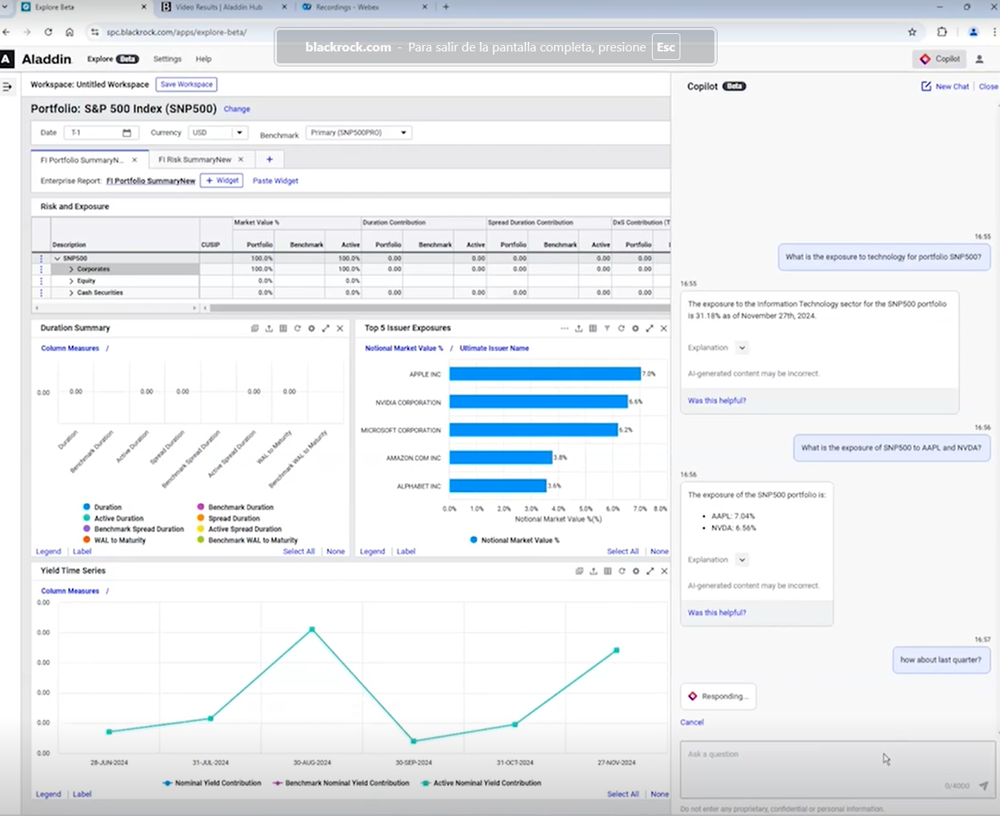 Explore Beta
Video Results | Aladdin Hub
Recordings - Webex
spc.blackrock.com/apps/explore-beta/
blackrock.com - Para salir de la pantalla completa, presione Esc
Aladdin Explore Beta Settings Help Copilot
Workspace: Untitled Workspace Save Workspace
Portfolio: S&P 500 Index (SNP500) Change
Date T-1 Currency USD Benchmark Primary (SNP500PRO)
FI Portfolio SummaryN... FI Risk SummaryNew +
Enterprise Report: FI Portfolio SummaryNew + Widget Paste Widget
Risk and Exposure
Market Value % Duration Contribution Spread Duration Contribution DxS Contribution (T
Description CUSIP Portfolio Benchmark Active Portfolio Benchmark Active Portfolio Benchmark Active Portfolio
SNP500 100.0% 100.0% 0.00 0.00 0.00 0.00 0.00
Corporates 100.0% 100.0% 0.00 0.00 0.00 0.00 0.00
Equity 0.0% 0.0%
Cash Securities 0.0% 0.0% 0.00 0.00 0.00 0.00 0.00
Duration Summary
Column Measures /
0.00 0.00 0.00 0.00 0.00 0.00
Duration
Benchmark Duration
Active Duration
Spread Duration
Benchmark Spread Duration
Active Spread Duration
WAL to Maturity
Benchmark WAL to Maturity
Duration Benchmark Duration
Active Duration Spread Duration
Benchmark Spread Duration Active Spread Duration
WAL to Maturity Benchmark WAL to Maturity
Legend | Label Select All | None
Top 5 Issuer Exposures
Notional Market Value % / Ultimate Issuer Name
APPLE INC 7.0%
NVIDIA CORPORATION 6.6%
MICROSOFT CORPORATION 6.2%
AMAZON.COM INC 3.8%
ALPHABET INC 3.6%
0.0% 1.0% 2.0% 3.0% 4.0% 5.0% 6.0% 7.0% 8.0%
Notional Market Value %(%)
Notional Market Value %
Legend | Label Select All | None
Yield Time Series
Column Measures /
0.00
0.00
0.00
0.00
0.00
0.00
28-JUN-2024 31-JUL-2024 30-AUG-2024 30-SEP-2024 31-OCT-2024 27-NOV-2024
Nominal Yield Contribution Benchmark Nominal Yield Contribution Active Nominal Yield Contribution
Legend | Label Select All | None
Copilot Beta New Chat | Close
16:55
What is the exposure to technology for portfolio SNP500?
16:55
The exposure to the Information Technology sector for the SNP500 portfolio
is 31.18% as of November 27th, 2024.
Explanation
AI-generated content may be incorrect.
Was this helpful?
16:56
What is the exposure of SNP500 to AAPL and NVDA?
16:56
The exposure of the SNP500 portfolio is:
• AAPL: 7.04%
• NVDA: 6.56%
Explanation
AI-generated content may be incorrect.
Was this helpful?
16:57
how about last quarter?
Responding...
Cancel
Ask a question
0/4000
Do not enter any proprietary, confidential or personal information.